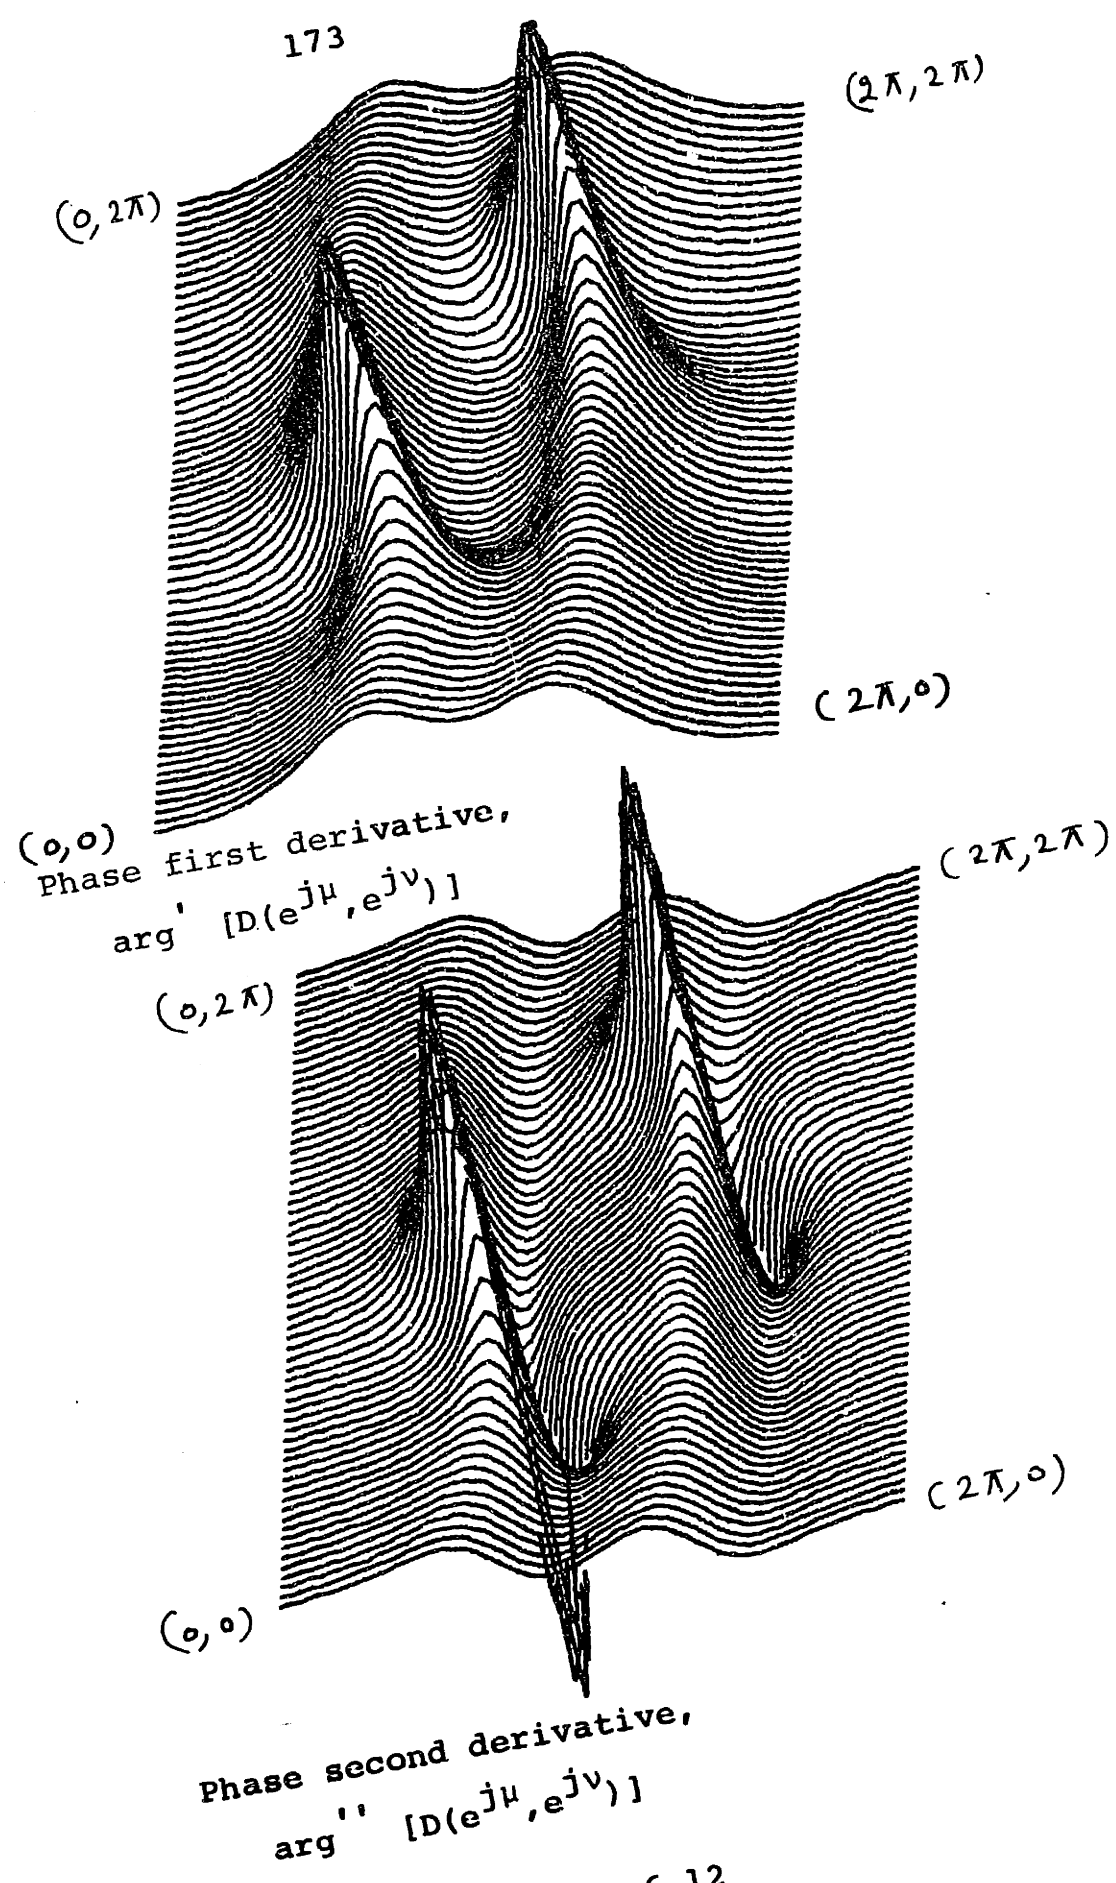 173
(2π, 2π)
(0, 2π)
(2π, 0)
(0,0)
Phase first derivative,
arg' [D(e^jμ, e^jν)]
(2π, 2π)
(0, 2π)
(2π, 0)
(0, 0)
Phase second derivative,
arg'' [D(e^jμ, e^jν)]
12